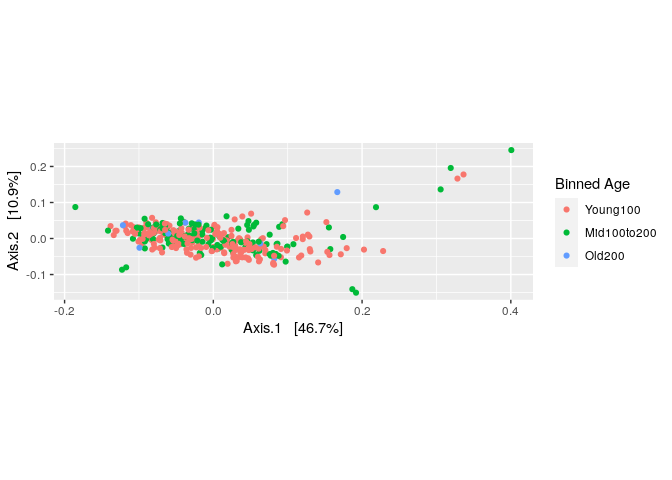 0.2
0.1
0.0
-0.1
Axis.2 [10.9%]
-0.2
0.0
0.2
0.4
Axis.1 [46.7%]
Binned Age
Young100
Mid100to200
Old200